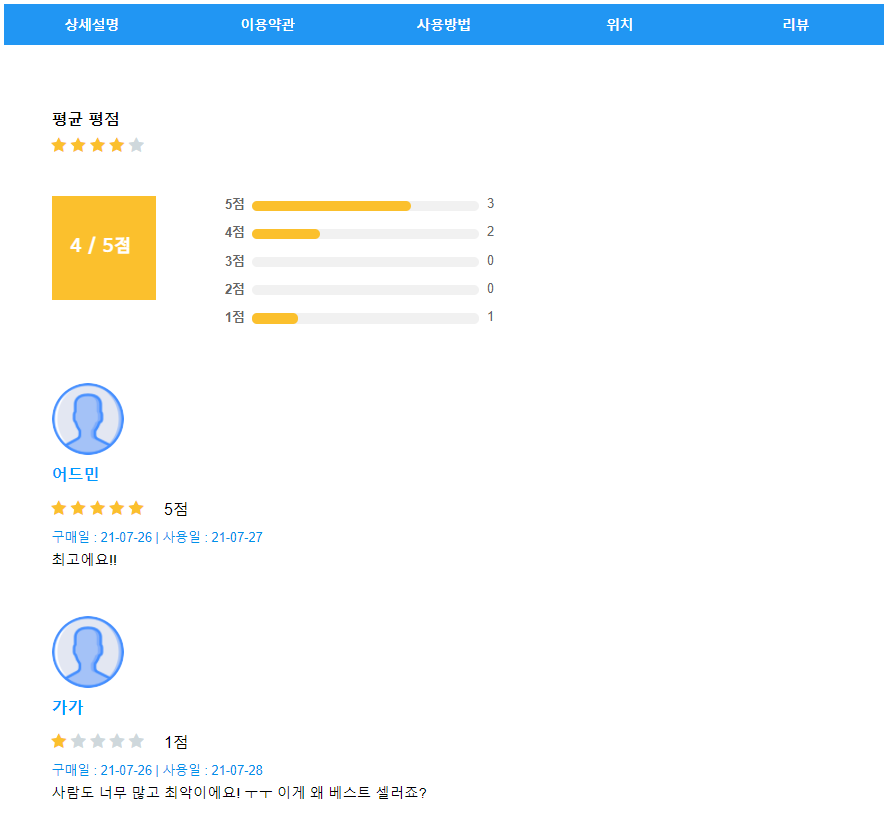 상세설명 이용약관 사용방법 위치 리뷰
평균 평점
4 / 5점
5점 3
4점 2
3점 0
2점 0
1점 1
어드민
5점
구매일 : 21-07-26 | 사용일 : 21-07-27
최고에요!!
가가
1점
구매일 : 21-07-26 | 사용일 : 21-07-28
사람도 너무 많고 최악이에요! ㅜㅜ 이게 왜 베스트 셀러죠?